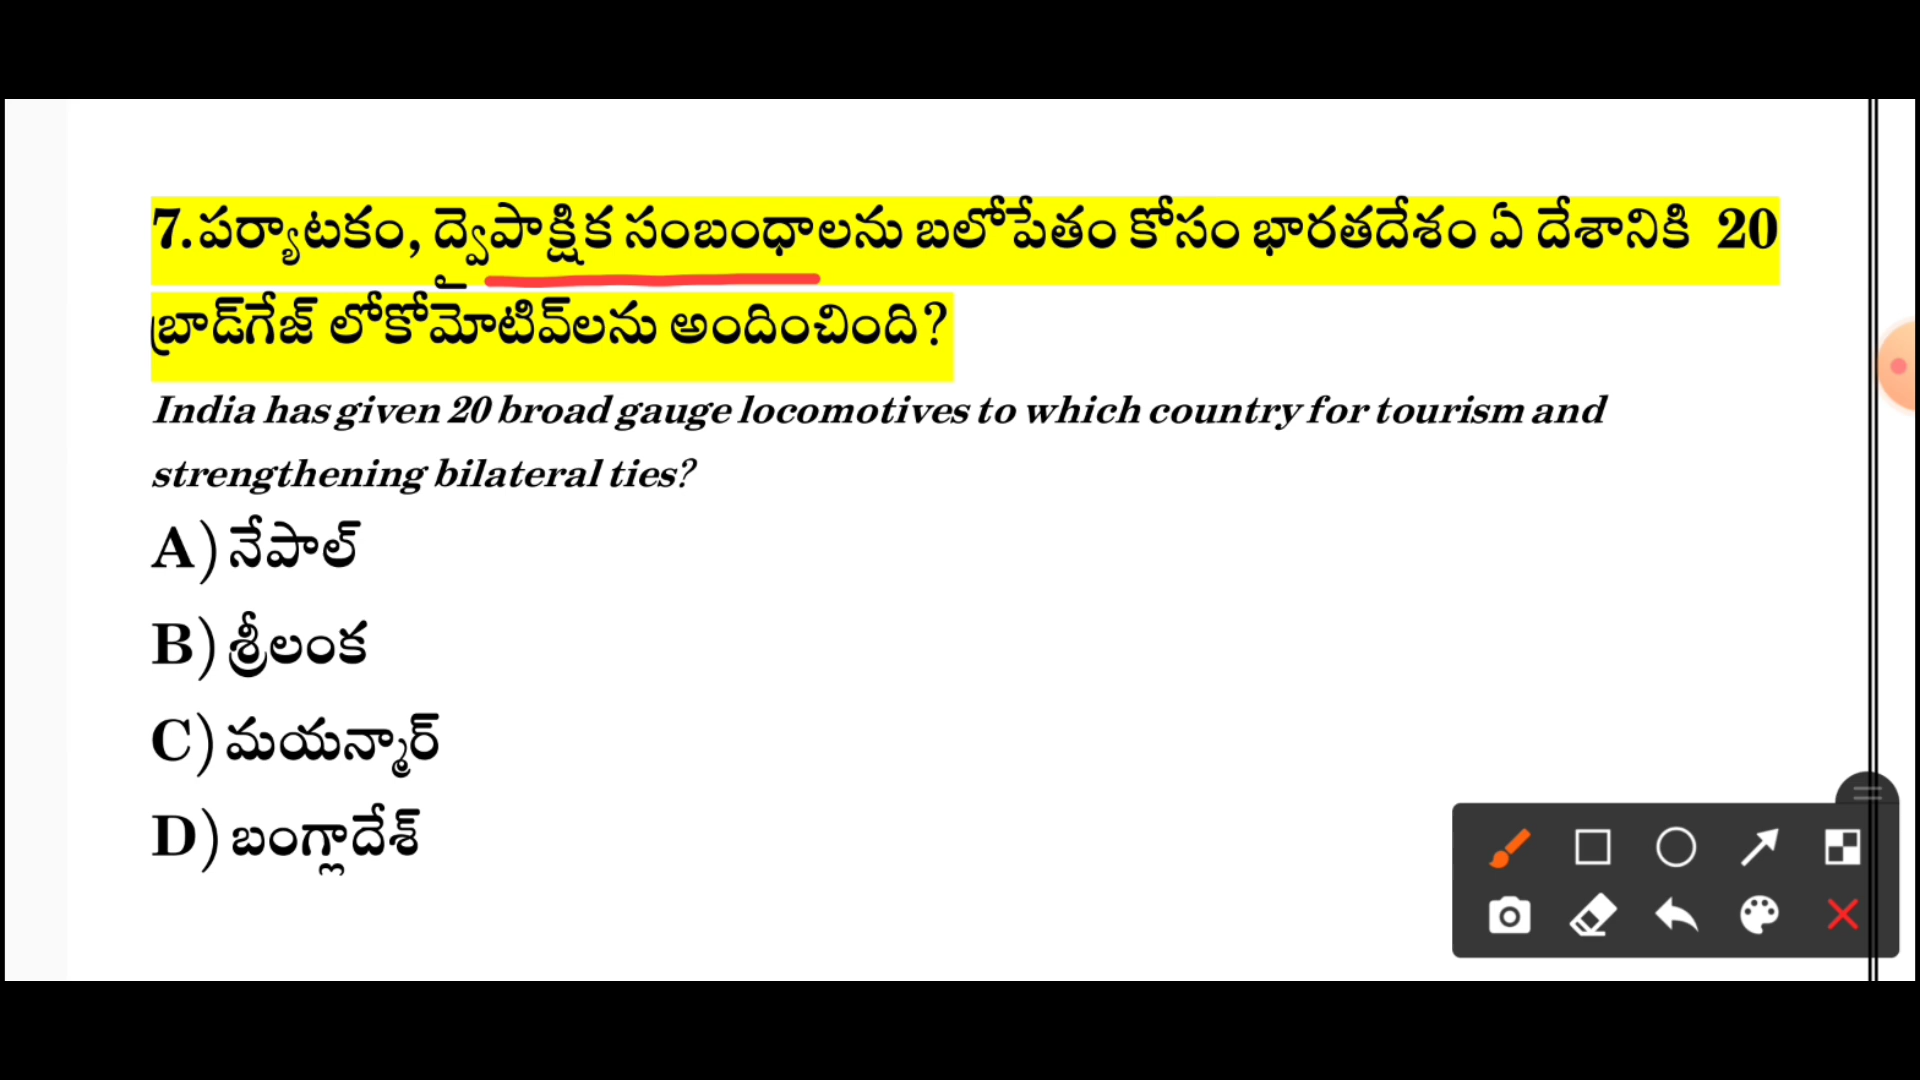 7.పర్యాటకం, ద్వైపాక్షిక సంబంధాలను బలోపేతం కోసం భారతదేశం ఏ దేశానికి 20
బ్రాడ్‌గేజ్ లోకోమోటివ్‌లను అందించింది?
India has given 20 broad gauge locomotives to which country for tourism and
strengthening bilateral ties?
A) నేపాల్
B) శ్రీలంక
C) మయన్మార్
D) బంగ్లాదేశ్